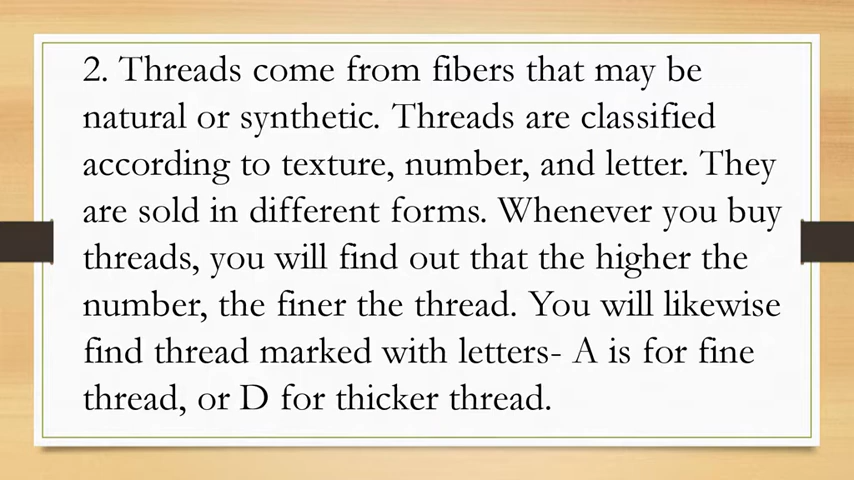 2. Threads come from fibers that may be
natural or synthetic. Threads are classified
according to texture, number, and letter. They
are sold in different forms. Whenever you buy
threads, you will find out that the higher the
number, the finer the thread. You will likewise
find thread marked with letters- A is for fine
thread, or D for thicker thread.